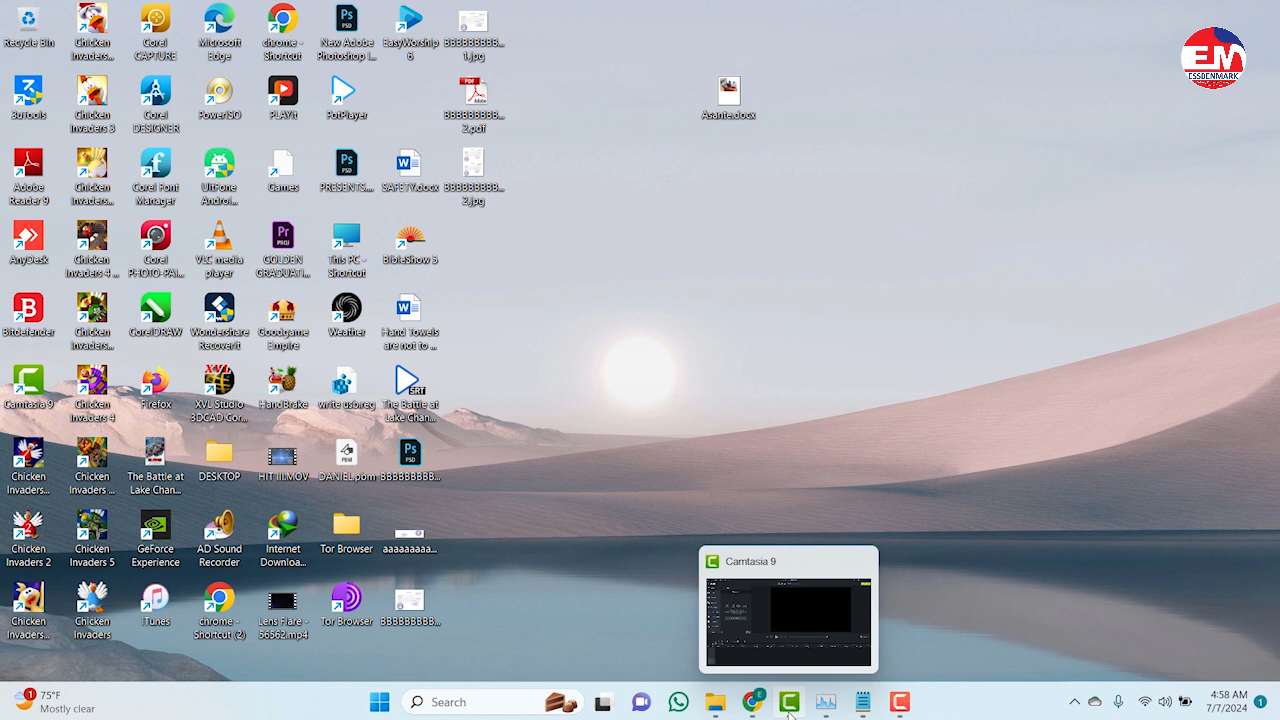 Recycle Bin
Chicken
Invaders...
Corel
CAPTURE
Microsoft
Edge
chrome -
Shortcut
New Adobe
Photoshop I...
EasyWorship
6
BBBBBBBBB...
1.jpg
EM
ESSDENMARK
3uTools
Chicken
Invaders 3
Corel
DESIGNER
PowerISO
PLAYit
PotPlayer
BBBBBBBBB...
2.pdf
Asante.docx
Adobe
Reader 9
Chicken
Invaders...
Corel Font
Manager
UltFone
Androi...
Games
PRESENTS...
SAFETY.docx
BBBBBBBBB...
2.jpg
AnyDesk
Chicken
Invaders 4 ...
Corel
PHOTO-PAI...
VLC media
player
GOLDEN
GRADUATI...
This PC -
Shortcut
BibleShow 5
Bitdefender
Chicken
Invaders...
CorelDRAW
Wondershare
Recoverit
Goodgame
Empire
Weather
Hand Towels
are not to ...
Camtasia 9
Chicken
Invaders 4
Firefox
XVL Studio
3DCAD Cor...
HandBrake
write usb.reg
The Battle at
Lake Chan...
Chicken
Invaders...
Chicken
Invaders ...
The Battle at
Lake Chan...
DESKTOP
HIT III.MOV
DANIEL.pbm
BBBBBBBBB...
Chicken
Invaders 2
Chicken
Invaders 5
GeForce
Experience
AD Sound
Recorder
Internet
Downloa...
Tor Browser
aaaaaaaaa...
Chicken
Invaders...
Chicken
Invaders
iTunes
chrome -
Shortcut (2)
Lens Flare -
56563.mp4
Tor Browser
BBBBBBBBB...
Camtasia 9
1
75°F
Mostly clear
Search
4:58 AM
7/7/2024
1